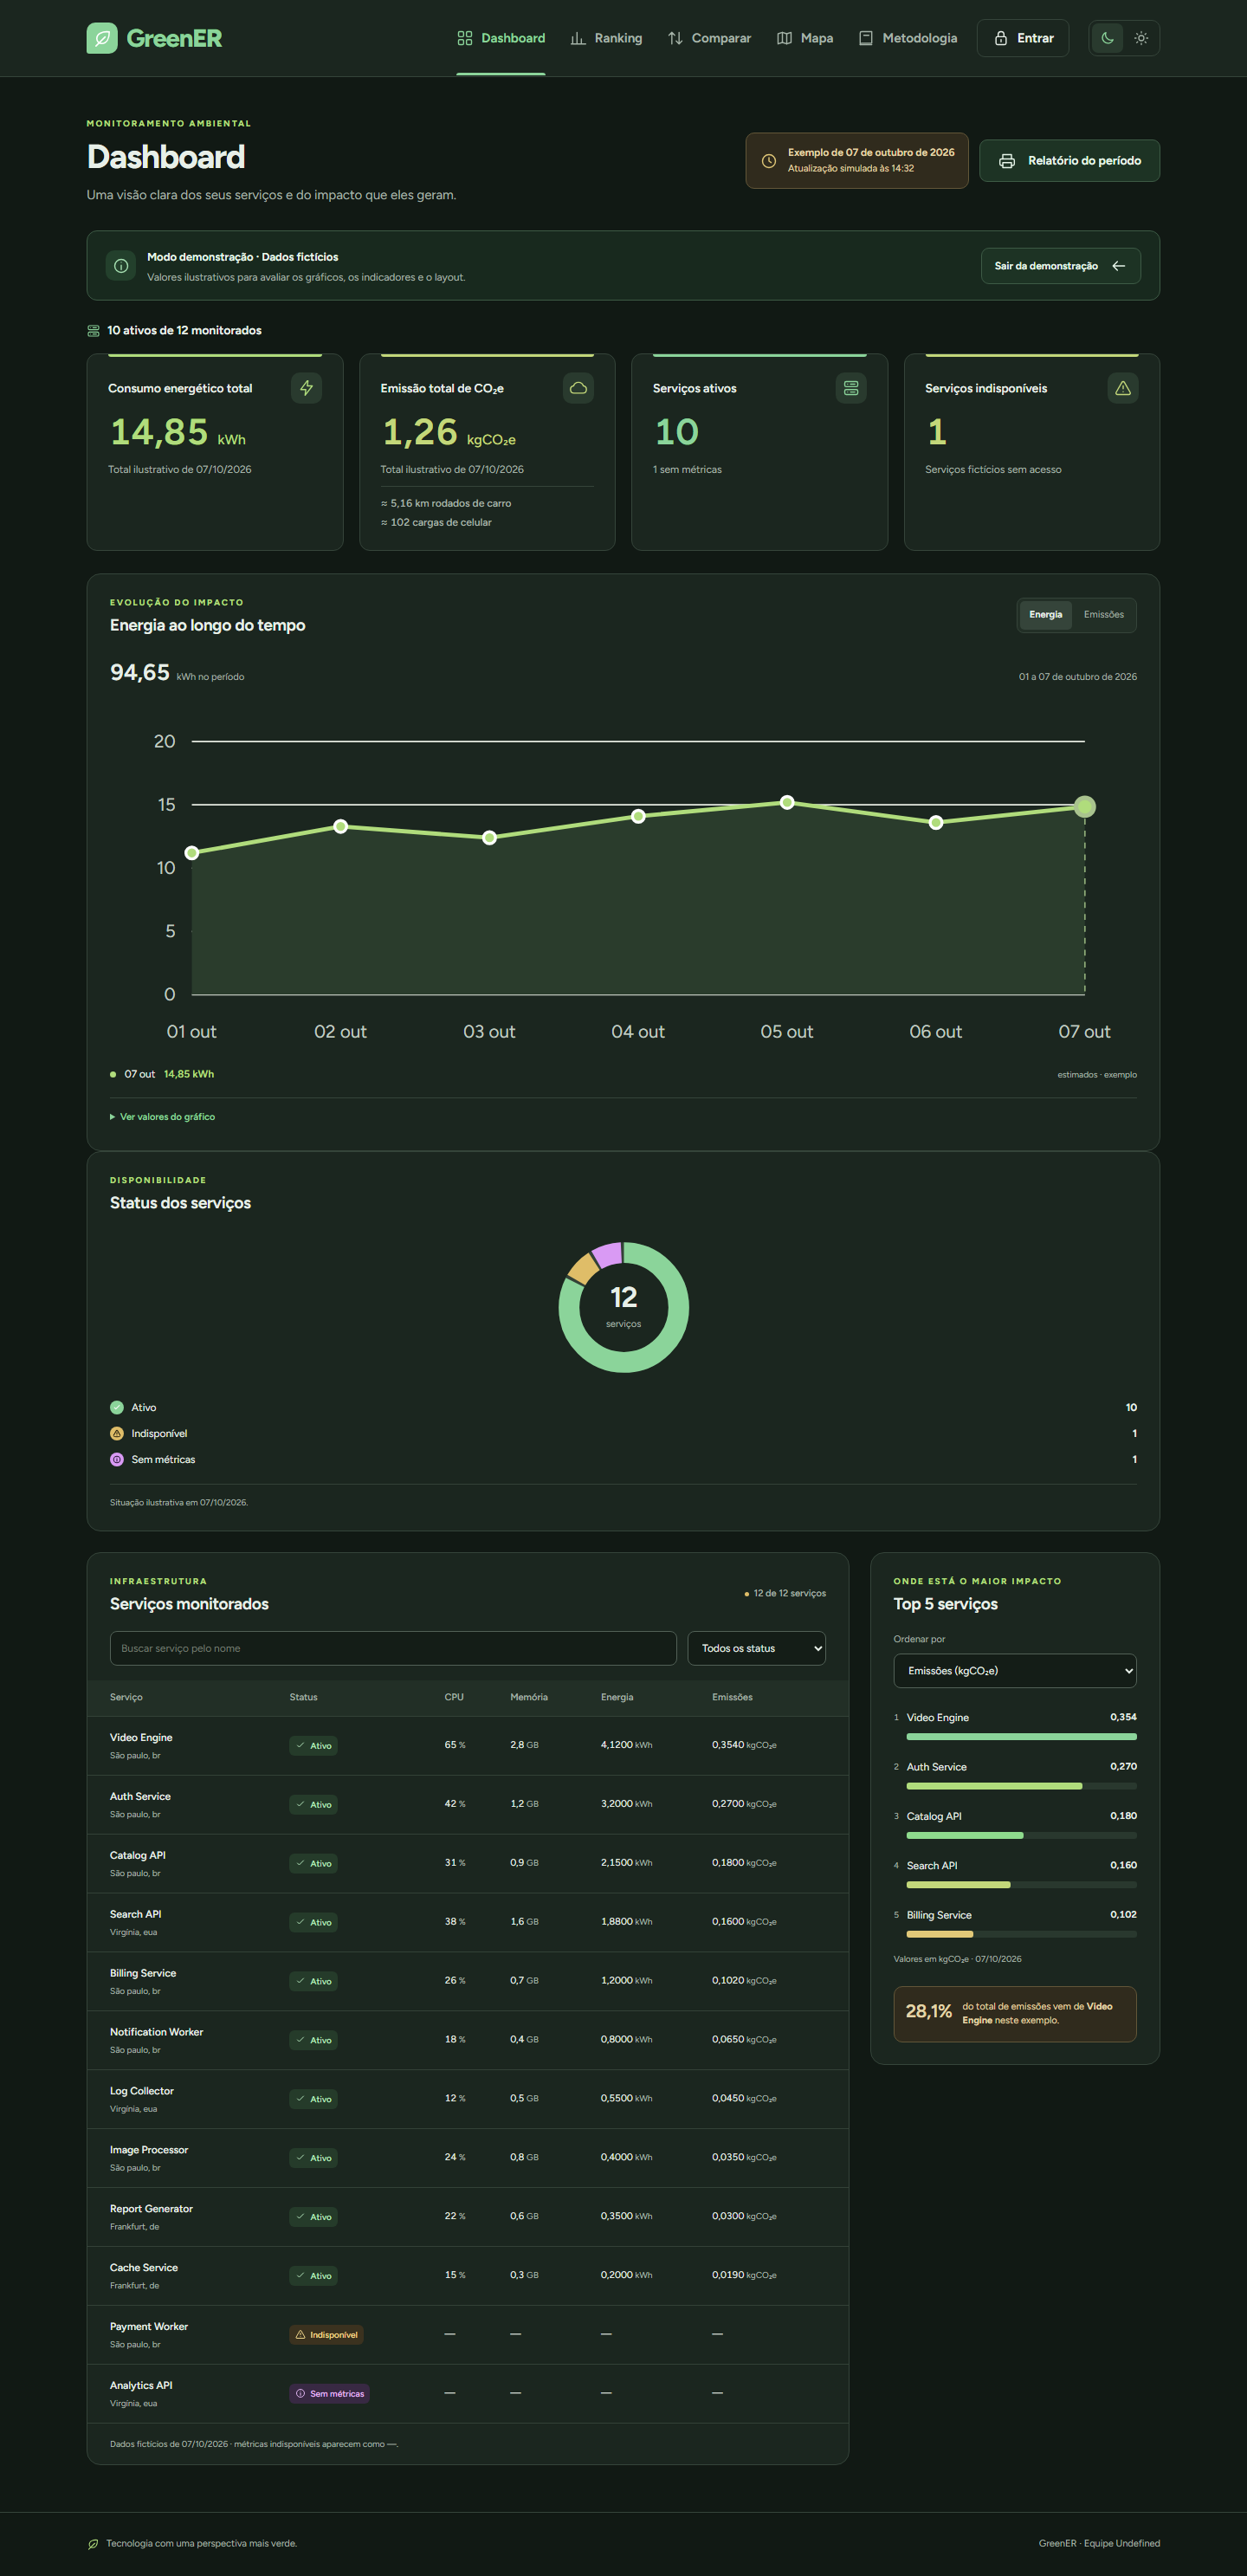 GreenER
Dashboard
Ranking
Comparar
Mapa
Metodologia
Entrar
MONITORAMENTO AMBIENTAL
Dashboard
Uma visão clara dos seus serviços e do impacto que eles geram.
Exemplo de 07 de outubro de 2026
Atualização simulada às 14:32
Relatório do período
Modo demonstração · Dados fictícios
Valores ilustrativos para avaliar os gráficos, os indicadores e o layout.
Sair da demonstração
10 ativos de 12 monitorados
Consumo energético total
14,85 kWh
Total ilustrativo de 07/10/2026
Emissão total de CO₂e
1,26 kgCO₂e
Total ilustrativo de 07/10/2026
≈ 5,16 km rodados de carro
≈ 102 cargas de celular
Serviços ativos
10
1 sem métricas
Serviços indisponíveis
1
Serviços fictícios sem acesso
EVOLUÇÃO DO IMPACTO
Energia ao longo do tempo
Energia
Emissões
94,65 kWh no período
01 a 07 de outubro de 2026
20
15
10
5
0
01 out
02 out
03 out
04 out
05 out
06 out
07 out
07 out 14,85 kWh
estimados · exemplo
Ver valores do gráfico
DISPONIBILIDADE
Status dos serviços
12
serviços
Ativo 10
Indisponível 1
Sem métricas 1
Situação ilustrativa em 07/10/2026.
INFRAESTRUTURA
Serviços monitorados
12 de 12 serviços
Buscar serviço pelo nome
Todos os status
Serviço Status CPU Memória Energia Emissões
Video Engine
São paulo, br
Ativo 65 % 2,8 GB 4,1200 kWh 0,3540 kgCO₂e
Auth Service
São paulo, br
Ativo 42 % 1,2 GB 3,2000 kWh 0,2700 kgCO₂e
Catalog API
São paulo, br
Ativo 31 % 0,9 GB 2,1500 kWh 0,1800 kgCO₂e
Search API
Virgínia, eua
Ativo 38 % 1,6 GB 1,8800 kWh 0,1600 kgCO₂e
Billing Service
São paulo, br
Ativo 26 % 0,7 GB 1,2000 kWh 0,1020 kgCO₂e
Notification Worker
São paulo, br
Ativo 18 % 0,4 GB 0,8000 kWh 0,0650 kgCO₂e
Log Collector
Virgínia, eua
Ativo 12 % 0,5 GB 0,5500 kWh 0,0450 kgCO₂e
Image Processor
São paulo, br
Ativo 24 % 0,8 GB 0,4000 kWh 0,0350 kgCO₂e
Report Generator
Frankfurt, de
Ativo 22 % 0,6 GB 0,3500 kWh 0,0300 kgCO₂e
Cache Service
Frankfurt, de
Ativo 15 % 0,3 GB 0,2000 kWh 0,0190 kgCO₂e
Payment Worker
São paulo, br
Indisponível — — — —
Analytics API
Virgínia, eua
Sem métricas — — — —
Dados fictícios de 07/10/2026 · métricas indisponíveis aparecem como —.
ONDE ESTÁ O MAIOR IMPACTO
Top 5 serviços
Ordenar por
Emissões (kgCO₂e)
1 Video Engine 0,354
2 Auth Service 0,270
3 Catalog API 0,180
4 Search API 0,160
5 Billing Service 0,102
Valores em kgCO₂e · 07/10/2026
28,1% do total de emissões vem de Video
Engine neste exemplo.
Tecnologia com uma perspectiva mais verde.
GreenER · Equipe Undefined